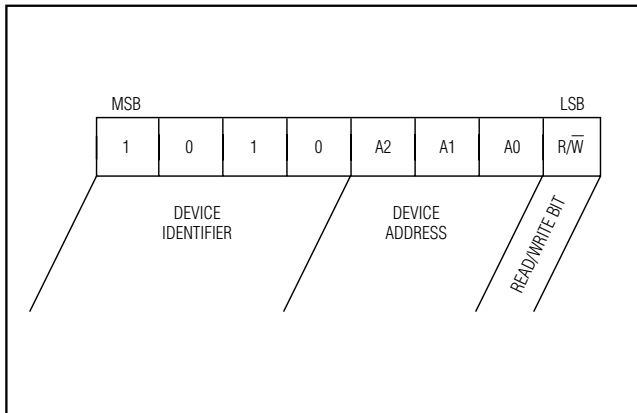 MSB LSB
1 0 1 0 A2 A1 A0 R/W̅
DEVICE
IDENTIFIER
DEVICE
ADDRESS
READ/WRITE BIT